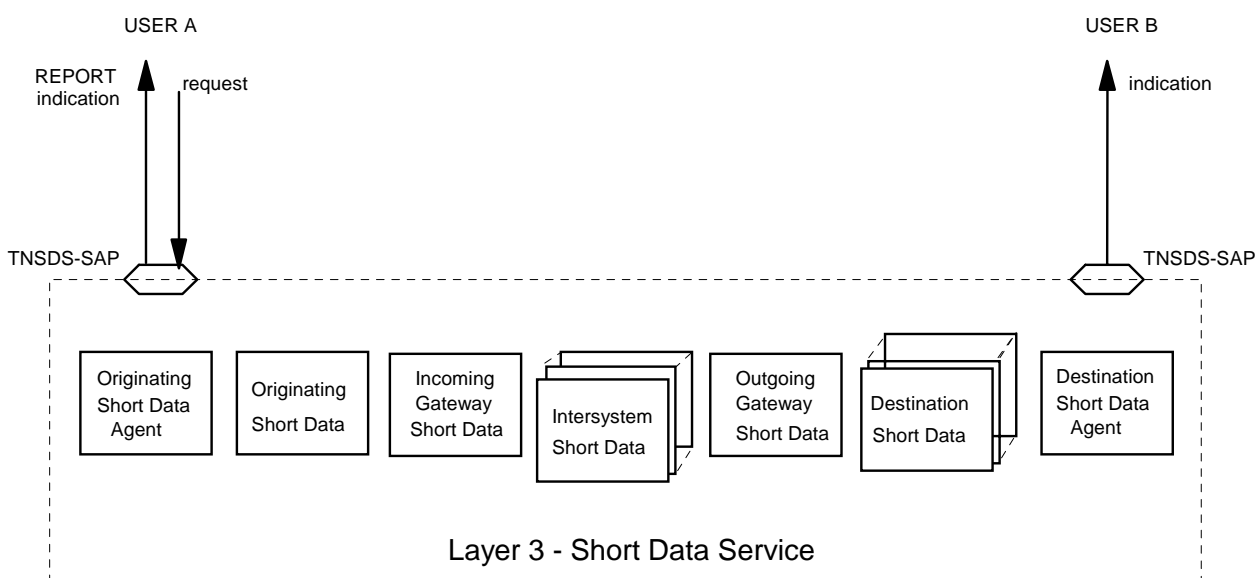 USER A
USER B
REPORT
indication
request
indication
TNSDS-SAP
TNSDS-SAP
Originating
Short Data
Agent
Originating
Short Data
Incoming
Gateway
Short Data
Intersystem
Short Data
Outgoing
Gateway
Short Data
Destination
Short Data
Destination
Short Data
Agent
Layer 3 - Short Data Service